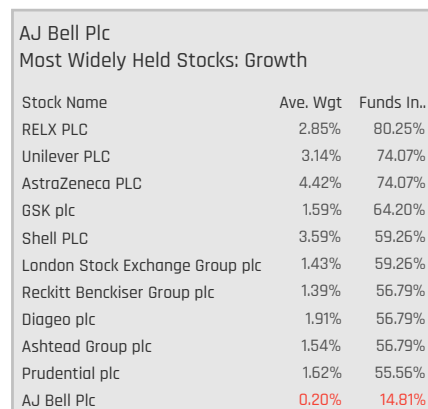 AJ Bell Plc
Most Widely Held Stocks: Growth
Stock Name Ave. Wgt Funds In..
RELX PLC 2.85% 80.25%
Unilever PLC 3.14% 74.07%
AstraZeneca PLC 4.42% 74.07%
GSK plc 1.59% 64.20%
Shell PLC 3.59% 59.26%
London Stock Exchange Group plc 1.43% 59.26%
Reckitt Benckiser Group plc 1.39% 56.79%
Diageo plc 1.91% 56.79%
Ashtead Group plc 1.54% 56.79%
Prudential plc 1.62% 55.56%
AJ Bell Plc 0.20% 14.81%